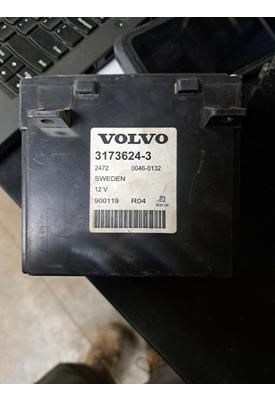 VOLVO
3173624-3
2472 0046-0132
SWEDEN
12 V
900119 R04